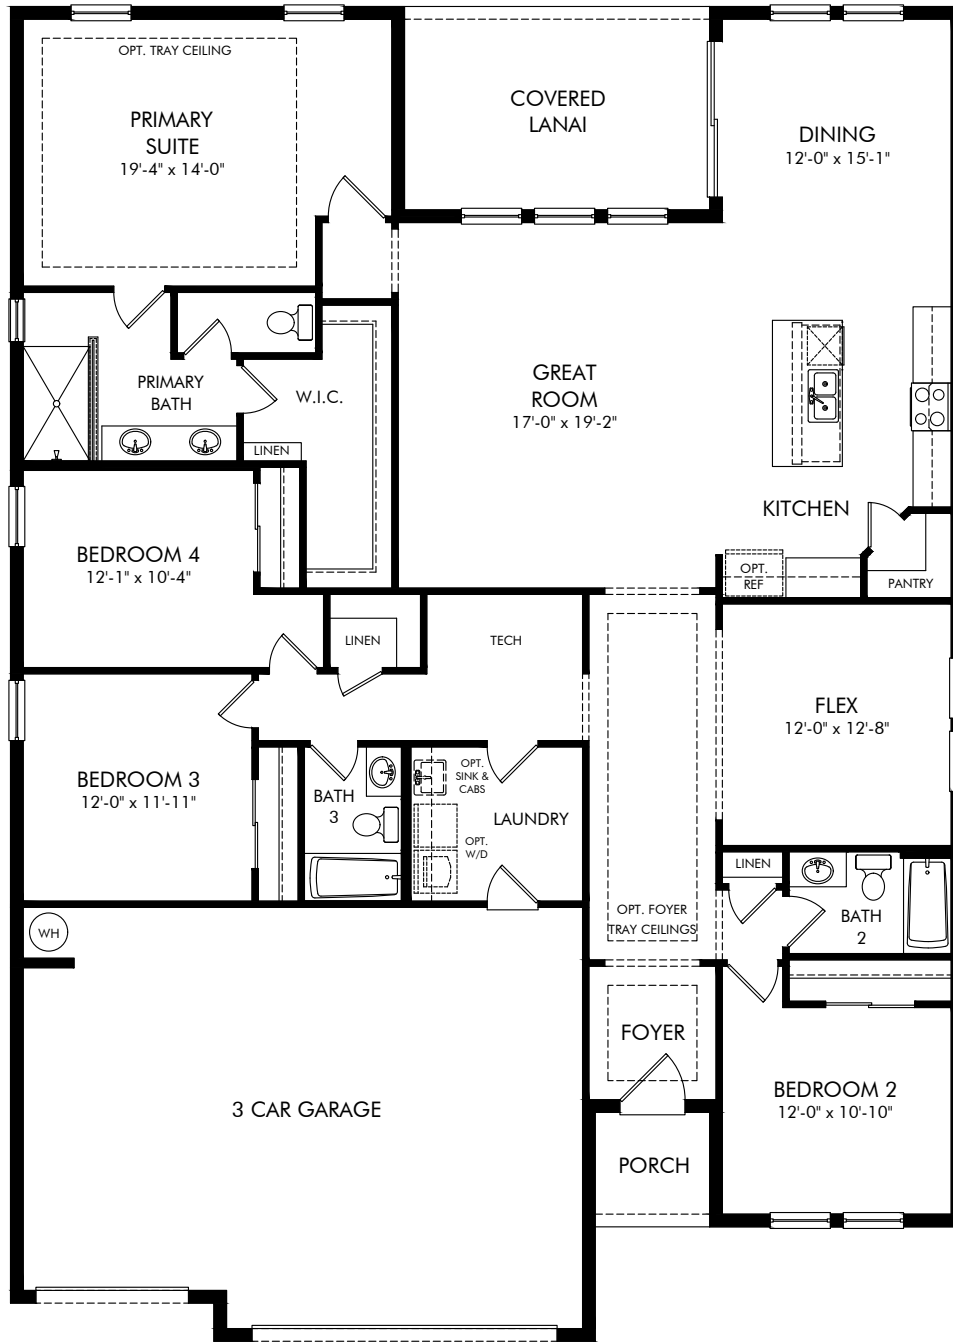 OPT. TRAY CEILING
PRIMARY
SUITE
19'-4" x 14'-0"
COVERED
LANAI
DINING
12'-0" x 15'-1"
PRIMARY
BATH
W.I.C.
LINEN
GREAT
ROOM
17'-0" x 19'-2"
KITCHEN
OPT.
REF
PANTRY
BEDROOM 4
12'-1" x 10'-4"
LINEN
TECH
FLEX
12'-0" x 12'-8"
BEDROOM 3
12'-0" x 11'-11"
BATH
3
OPT.
SINK &
CABS
LAUNDRY
OPT.
W/D
LINEN
BATH
2
OPT. FOYER
TRAY CEILINGS
WH
FOYER
3 CAR GARAGE
BEDROOM 2
12'-0" x 10'-10"
PORCH